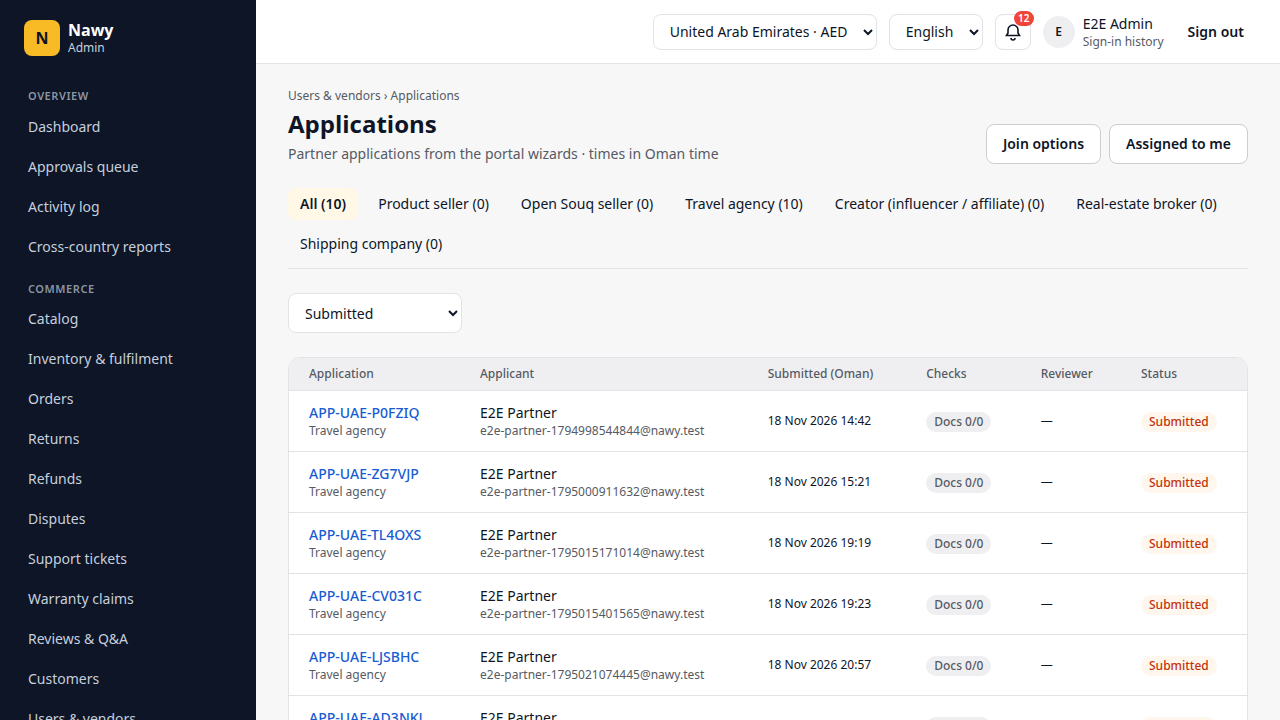 N
Nawy
Admin
OVERVIEW
Dashboard
Approvals queue
Activity log
Cross-country reports
COMMERCE
Catalog
Inventory & fulfilment
Orders
Returns
Refunds
Disputes
Support tickets
Warranty claims
Reviews & Q&A
Customers
Users & vendors
United Arab Emirates · AED
English
12
E
E2E Admin
Sign-in history
Sign out
Users & vendors › Applications
Applications
Partner applications from the portal wizards · times in Oman time
Join options
Assigned to me
All (10) Product seller (0) Open Souq seller (0) Travel agency (10) Creator (influencer / affiliate) (0) Real-estate broker (0)
Shipping company (0)
Submitted
Application Applicant Submitted (Oman) Checks Reviewer Status
APP-UAE-P0FZIQ E2E Partner 18 Nov 2026 14:42 Docs 0/0 — Submitted
Travel agency e2e-partner-1794998544844@nawy.test
APP-UAE-ZG7VJP E2E Partner 18 Nov 2026 15:21 Docs 0/0 — Submitted
Travel agency e2e-partner-1795000911632@nawy.test
APP-UAE-TL4OXS E2E Partner 18 Nov 2026 19:19 Docs 0/0 — Submitted
Travel agency e2e-partner-1795015171014@nawy.test
APP-UAE-CV031C E2E Partner 18 Nov 2026 19:23 Docs 0/0 — Submitted
Travel agency e2e-partner-1795015401565@nawy.test
APP-UAE-LJSBHC E2E Partner 18 Nov 2026 20:57 Docs 0/0 — Submitted
Travel agency e2e-partner-1795021074445@nawy.test
E2E Partner